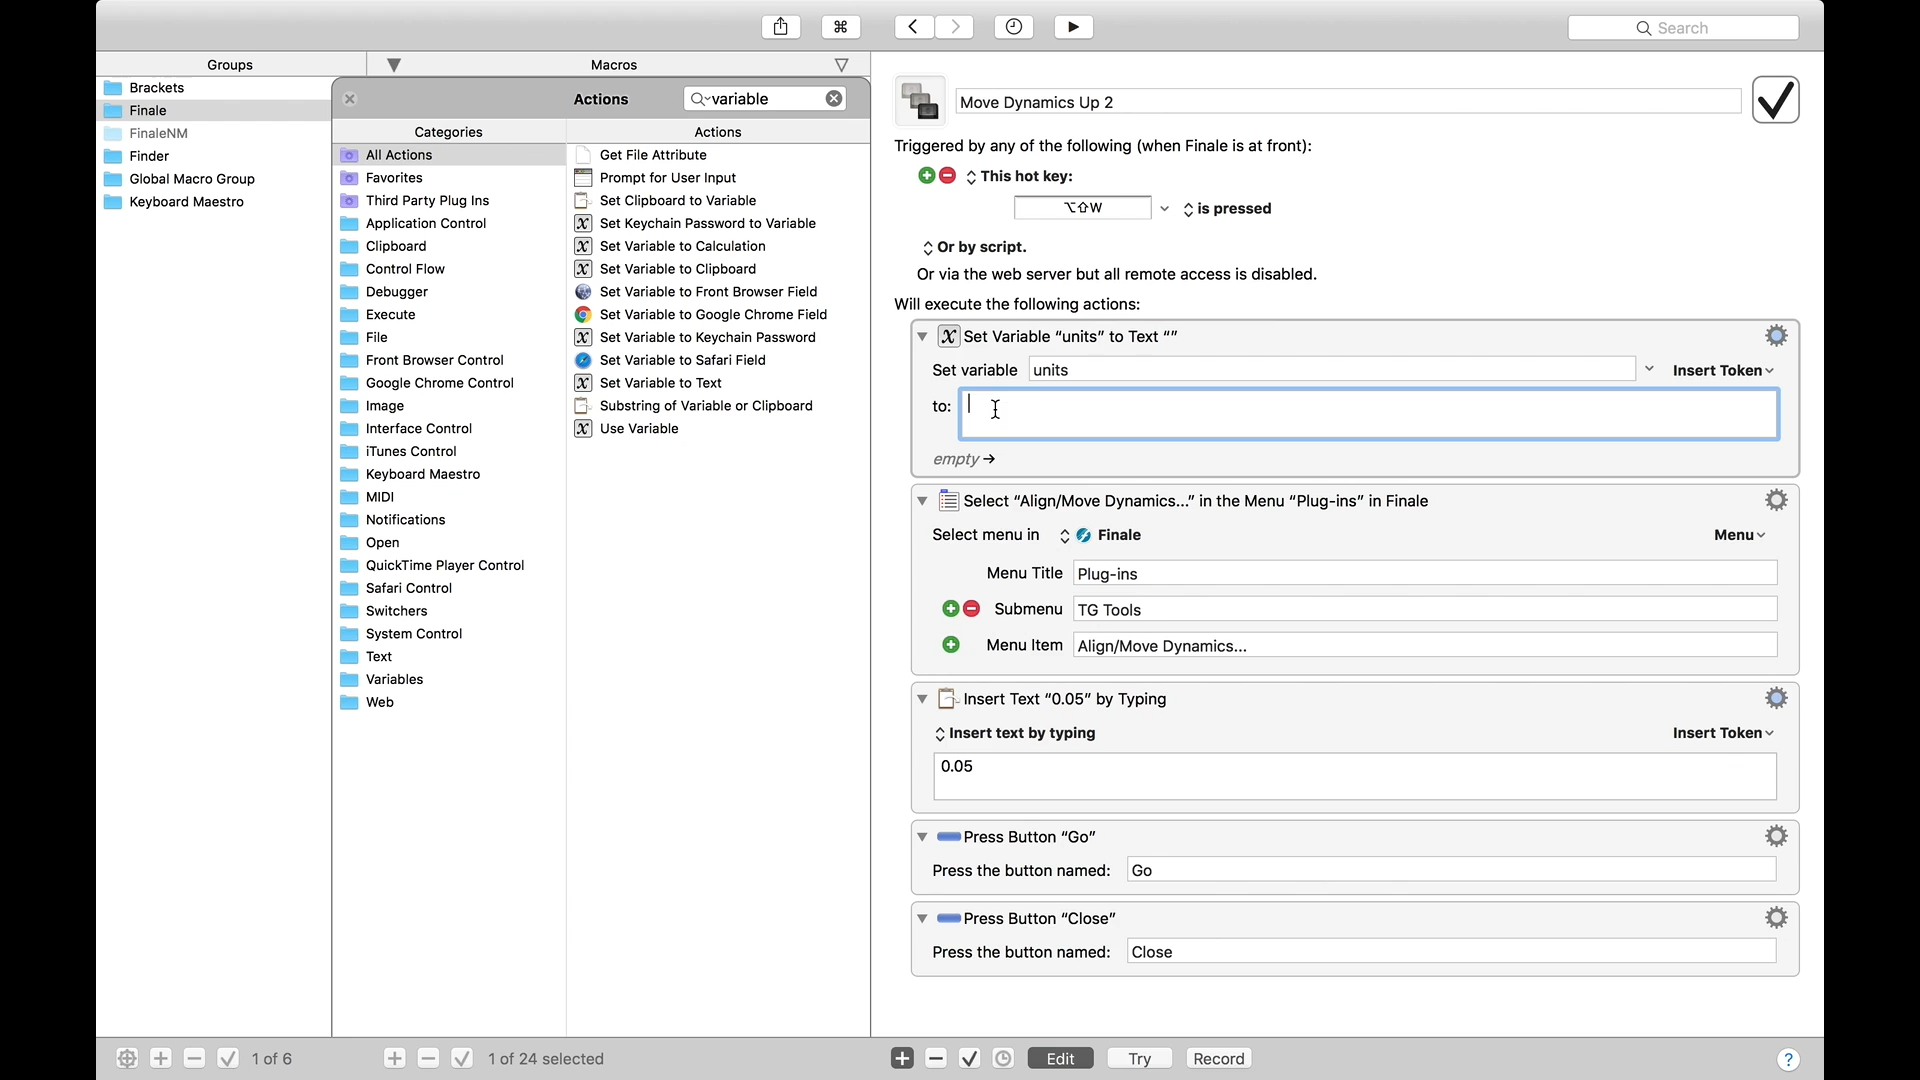 Search
Groups
Macros
Brackets
Finale
FinaleNM
Finder
Global Macro Group
Keyboard Maestro
Actions
variable
Categories
Actions
All Actions
Favorites
Third Party Plug Ins
Application Control
Clipboard
Control Flow
Debugger
Execute
File
Front Browser Control
Google Chrome Control
Image
Interface Control
iTunes Control
Keyboard Maestro
MIDI
Notifications
Open
QuickTime Player Control
Safari Control
Switchers
System Control
Text
Variables
Web
Get File Attribute
Prompt for User Input
Set Clipboard to Variable
Set Keychain Password to Variable
Set Variable to Calculation
Set Variable to Clipboard
Set Variable to Front Browser Field
Set Variable to Google Chrome Field
Set Variable to Keychain Password
Set Variable to Safari Field
Set Variable to Text
Substring of Variable or Clipboard
Use Variable
Move Dynamics Up 2
Triggered by any of the following (when Finale is at front):
This hot key:
⌥⇧W is pressed
Or by script.
Or via the web server but all remote access is disabled.
Will execute the following actions:
Set Variable “units” to Text “”
Set variable units Insert Token
to:
empty →
Select “Align/Move Dynamics...” in the Menu “Plug-ins” in Finale
Select menu in Finale Menu
Menu Title Plug-ins
Submenu TG Tools
Menu Item Align/Move Dynamics...
Insert Text “0.05” by Typing
Insert text by typing Insert Token
0.05
Press Button “Go”
Press the button named: Go
Press Button “Close”
Press the button named: Close
1 of 6
1 of 24 selected
Edit Try Record ?